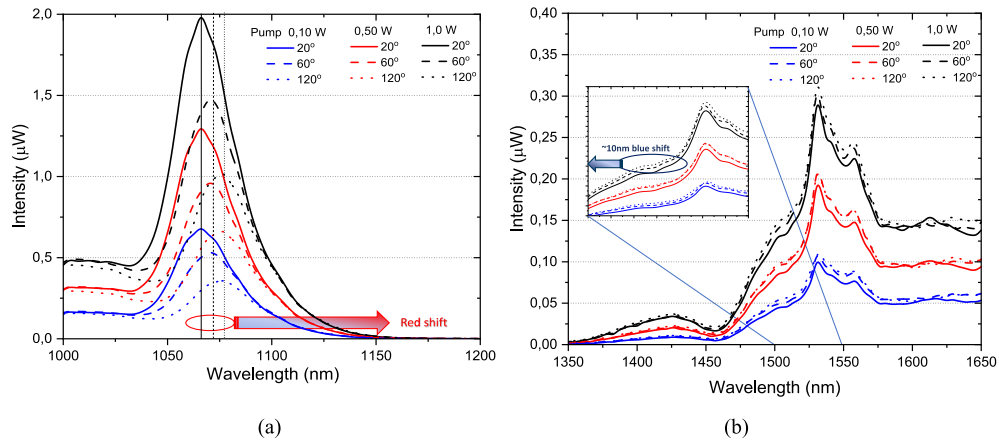 (a)
Pump 0,10 W 0,50 W 1,0 W
20° 20° 20°
60° 60° 60°
120° 120° 120°
2,0
1,5
1,0
0,5
0,0
Intensity (μW)
Red shift
1000 1050 1100 1150 1200
Wavelength (nm)
(a)
(b)
Pump 0,10 W 0,50 W 1,0 W
20° 20° 20°
60° 60° 60°
120° 120° 120°
~10nm blue shift
0,35
0,30
0,25
0,20
0,15
0,10
0,05
0,00
Intensity (μW)
1350 1400 1450 1500 1550 1600 1650
Wavelength (nm)
(b)